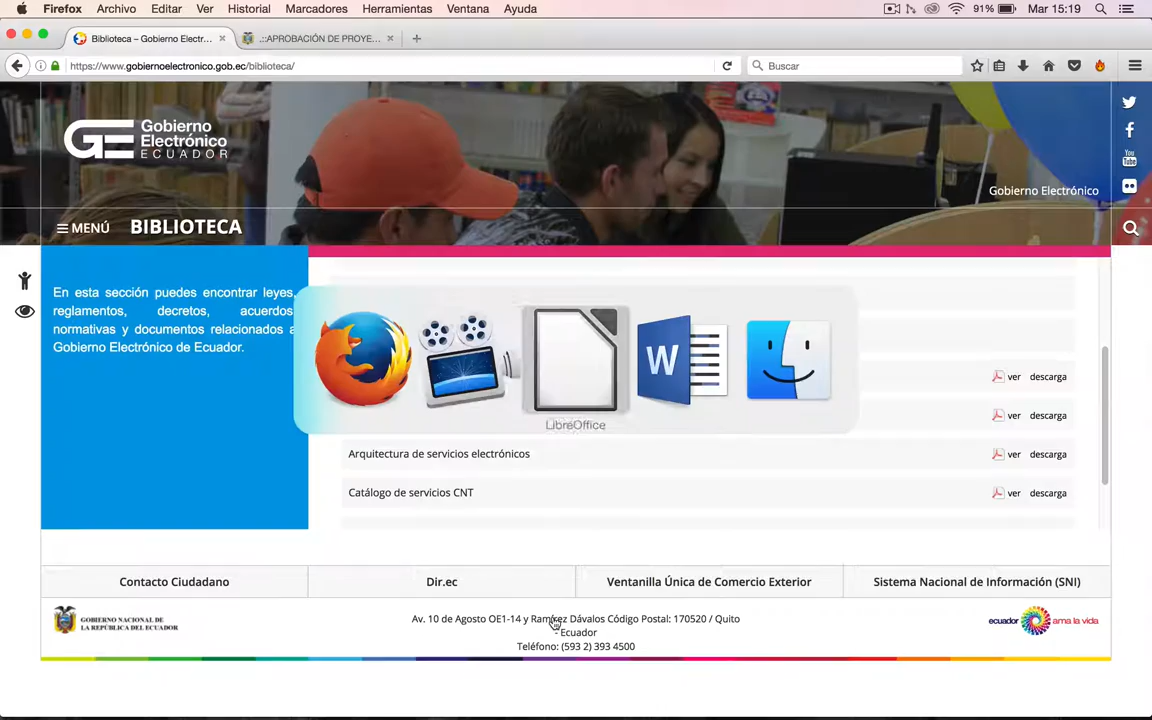 Firefox Archivo Editar Ver Historial Marcadores Herramientas Ventana Ayuda 91% Mar 15:19
Biblioteca – Gobierno Electr... .::APROBACIÓN DE PROYE...
https://www.gobiernoelectronico.gob.ec/biblioteca/ Buscar
GE Gobierno
Electrónico
ECUADOR
You
Tube
Gobierno Electrónico
MENÚ BIBLIOTECA
En esta sección puedes encontrar leyes,
reglamentos, decretos, acuerdos
normativas y documentos relacionados a
Gobierno Electrónico de Ecuador.
W
ver descarga
ver descarga
LibreOffice
Arquitectura de servicios electrónicos ver descarga
Catálogo de servicios CNT ver descarga
Contacto Ciudadano Dir.ec Ventanilla Única de Comercio Exterior Sistema Nacional de Información (SNI)
GOBIERNO NACIONAL DE
LA REPÚBLICA DEL ECUADOR
Av. 10 de Agosto OE1-14 y Ramírez Dávalos Código Postal: 170520 / Quito
- Ecuador
Teléfono: (593 2) 393 4500
ecuador ama la vida